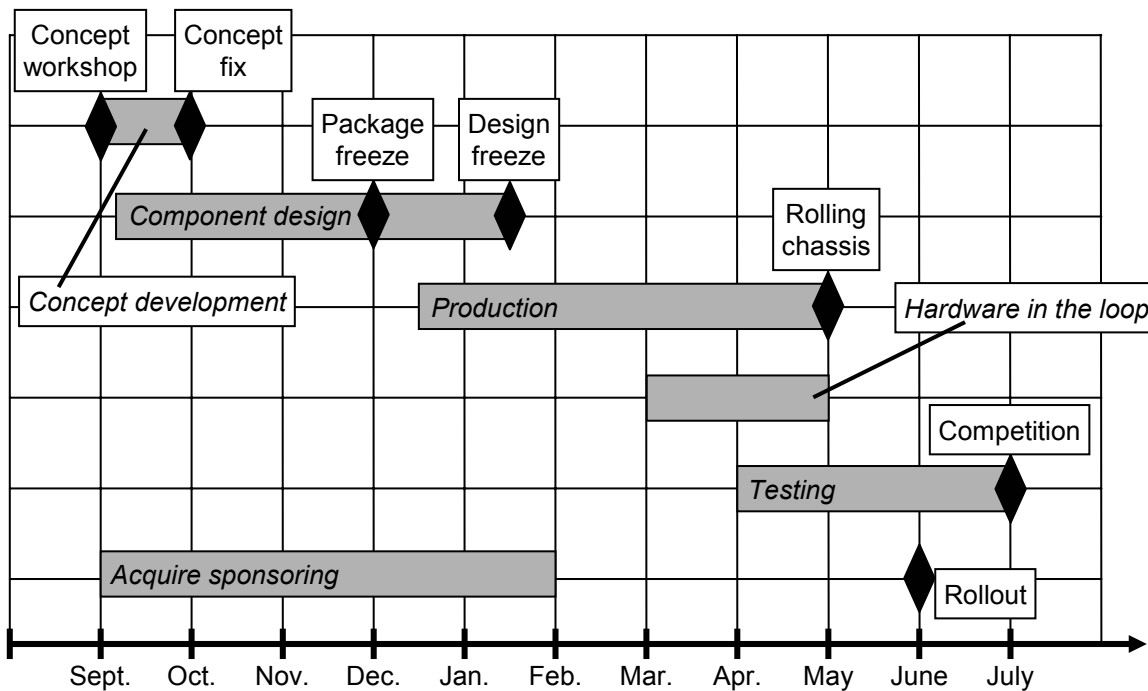 Concept
workshop
Concept
fix
Package
freeze
Design
freeze
Component design
Rolling
chassis
Concept development
Production
Hardware in the loop
Competition
Testing
Acquire sponsoring
Rollout
Sept. Oct. Nov. Dec. Jan. Feb. Mar. Apr. May June July